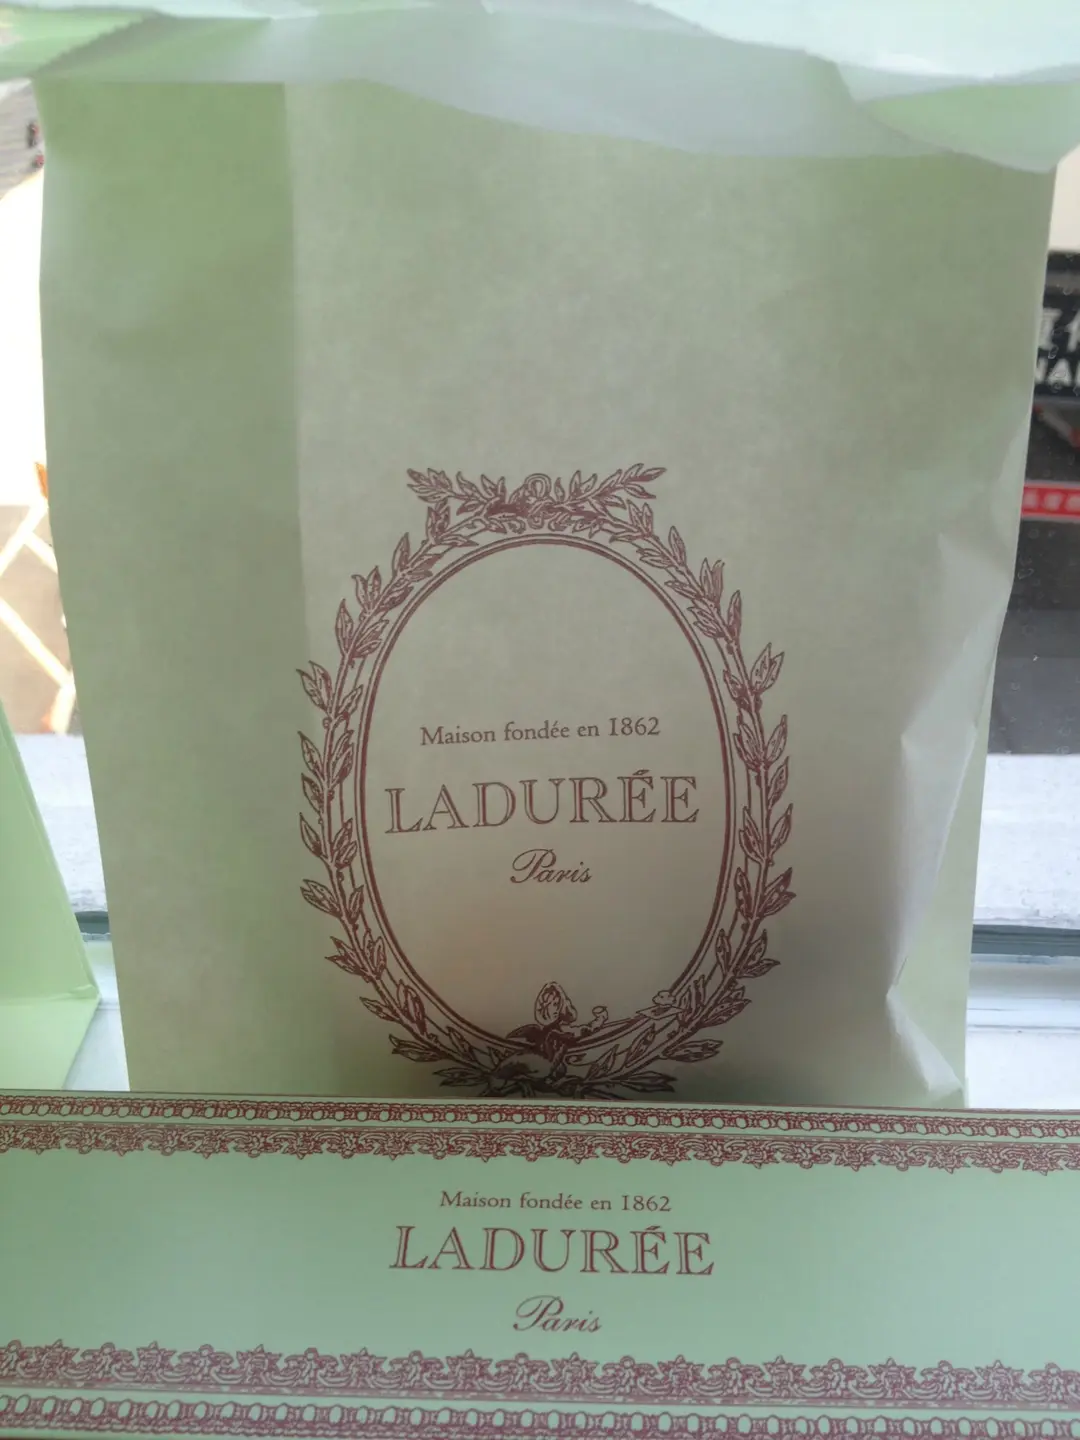 Maison fondée en 1862
LADURÉE
Paris
Maison fondée en 1862
LADURÉE
Paris